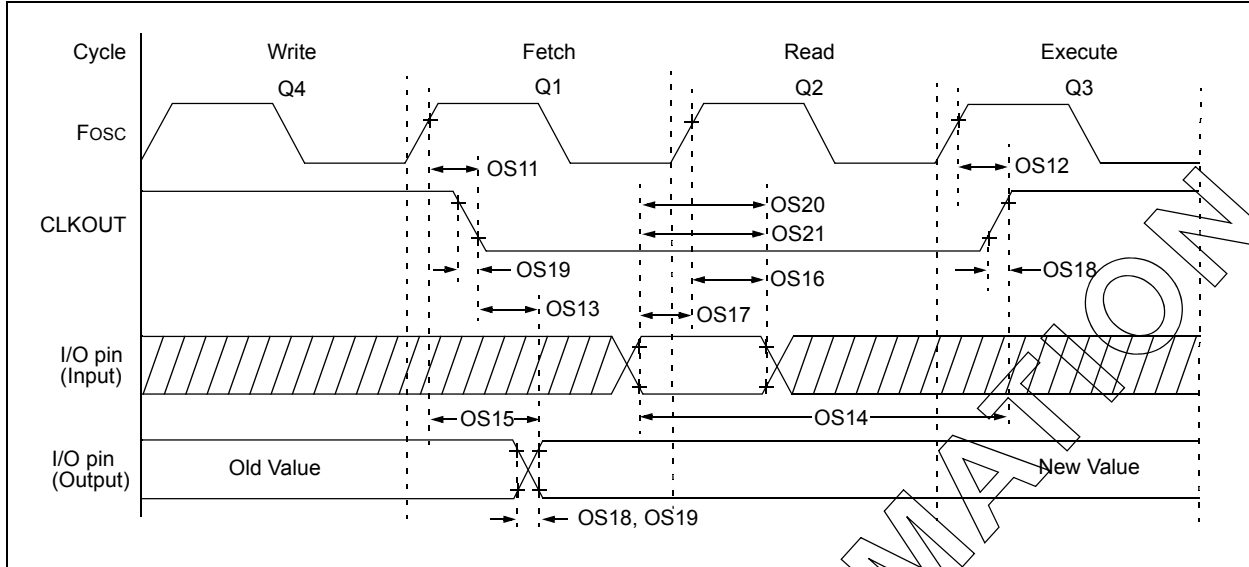 Cycle Write Fetch Read Execute
Q4 Q1 Q2 Q3
FOSC
OS11 OS12
OS20
CLKOUT
OS21
OS19 OS16 OS18
OS13 OS17
I/O pin
(Input)
OS15 OS14
I/O pin
(Output)
Old Value New Value
OS18, OS19
MATION